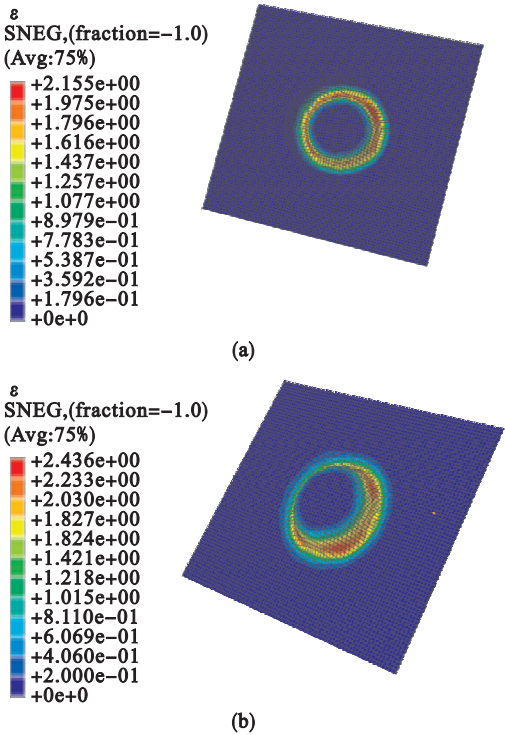 ε
SNEG,(fraction=−1.0)
(Avg:75%)
+2.155e+00
+1.975e+00
+1.796e+00
+1.616e+00
+1.437e+00
+1.257e+00
+1.077e+00
+8.979e−01
+7.783e−01
+5.387e−01
+3.592e−01
+1.796e−01
+0e+0
(a)
ε
SNEG,(fraction=−1.0)
(Avg:75%)
+2.436e+00
+2.233e+00
+2.030e+00
+1.827e+00
+1.824e+00
+1.421e+00
+1.218e+00
+1.015e+00
+8.110e−01
+6.069e−01
+4.060e−01
+2.000e−01
+0e+0
(b)